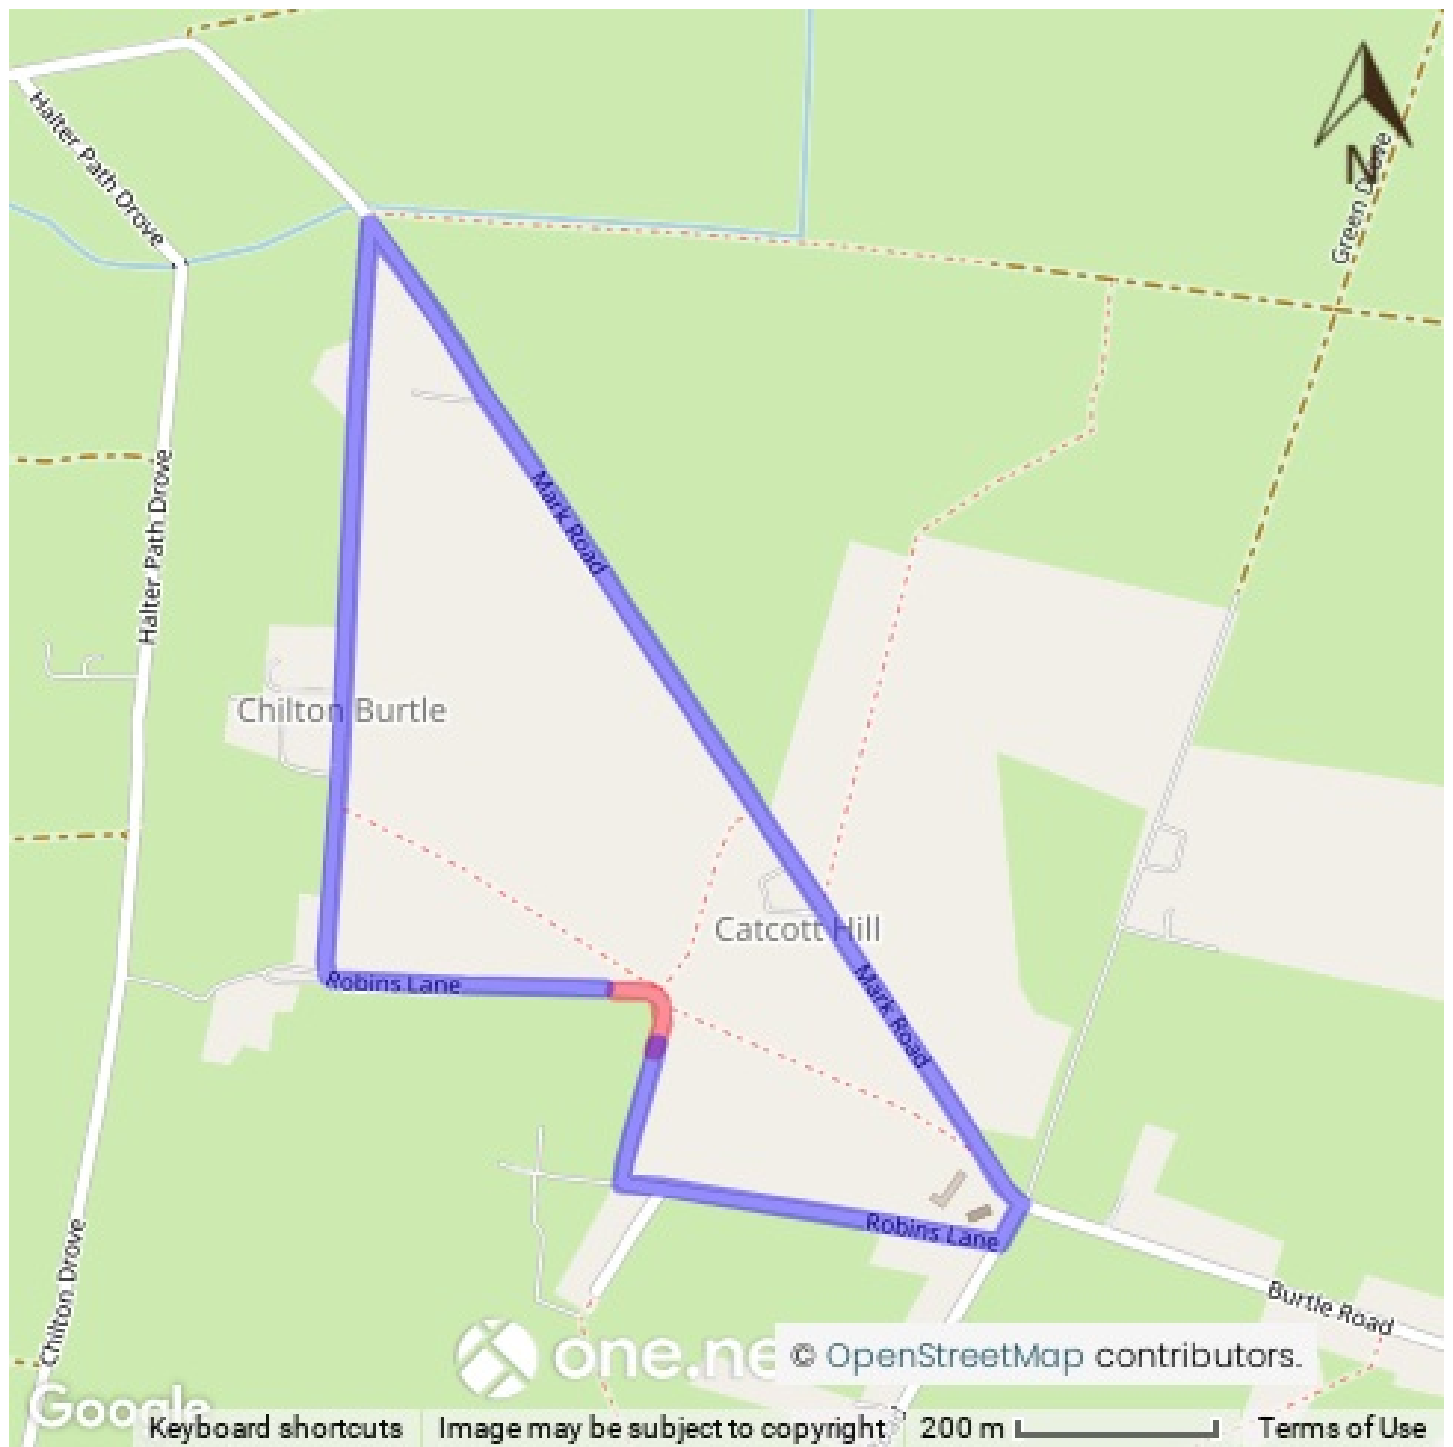 Halter Path Drove
N
Green Drove
Mark Road
Halter Path Drove
Chilton Burtle
Catcott Hill
Robins Lane
Mark Road
Robins Lane
Chilton Drove
Burtle Road
one.ne
© OpenStreetMap contributors.
Google
Keyboard shortcuts
Image may be subject to copyright
200 m
Terms of Use